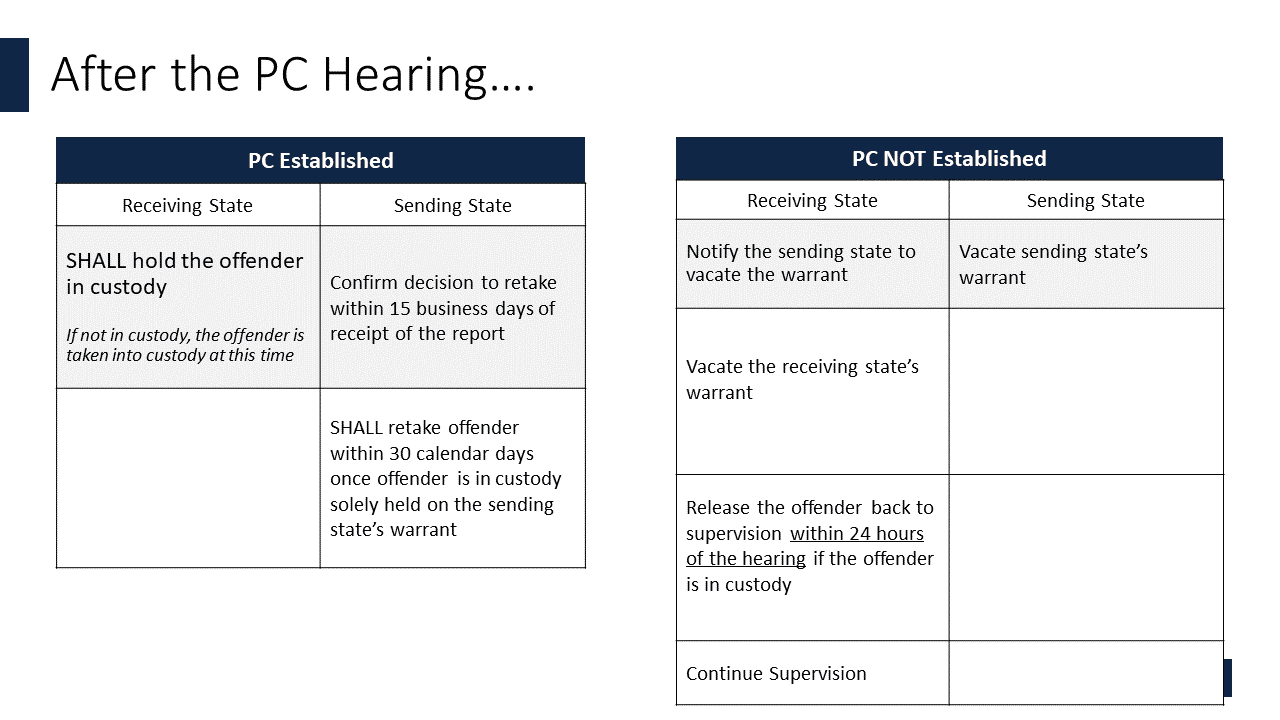 After the PC Hearing....
PC Established
Receiving State
Sending State
SHALL hold the offender
in custody
If not in custody, the offender is
taken into custody at this time
Confirm decision to retake
within 15 business days of
receipt of the report
SHALL retake offender
within 30 calendar days
once offender is in custody
solely held on the sending
state’s warrant
PC NOT Established
Receiving State
Sending State
Notify the sending state to
vacate the warrant
Vacate sending state’s
warrant
Vacate the receiving state’s
warrant
Release the offender back to
supervision within 24 hours
of the hearing if the offender
is in custody
Continue Supervision